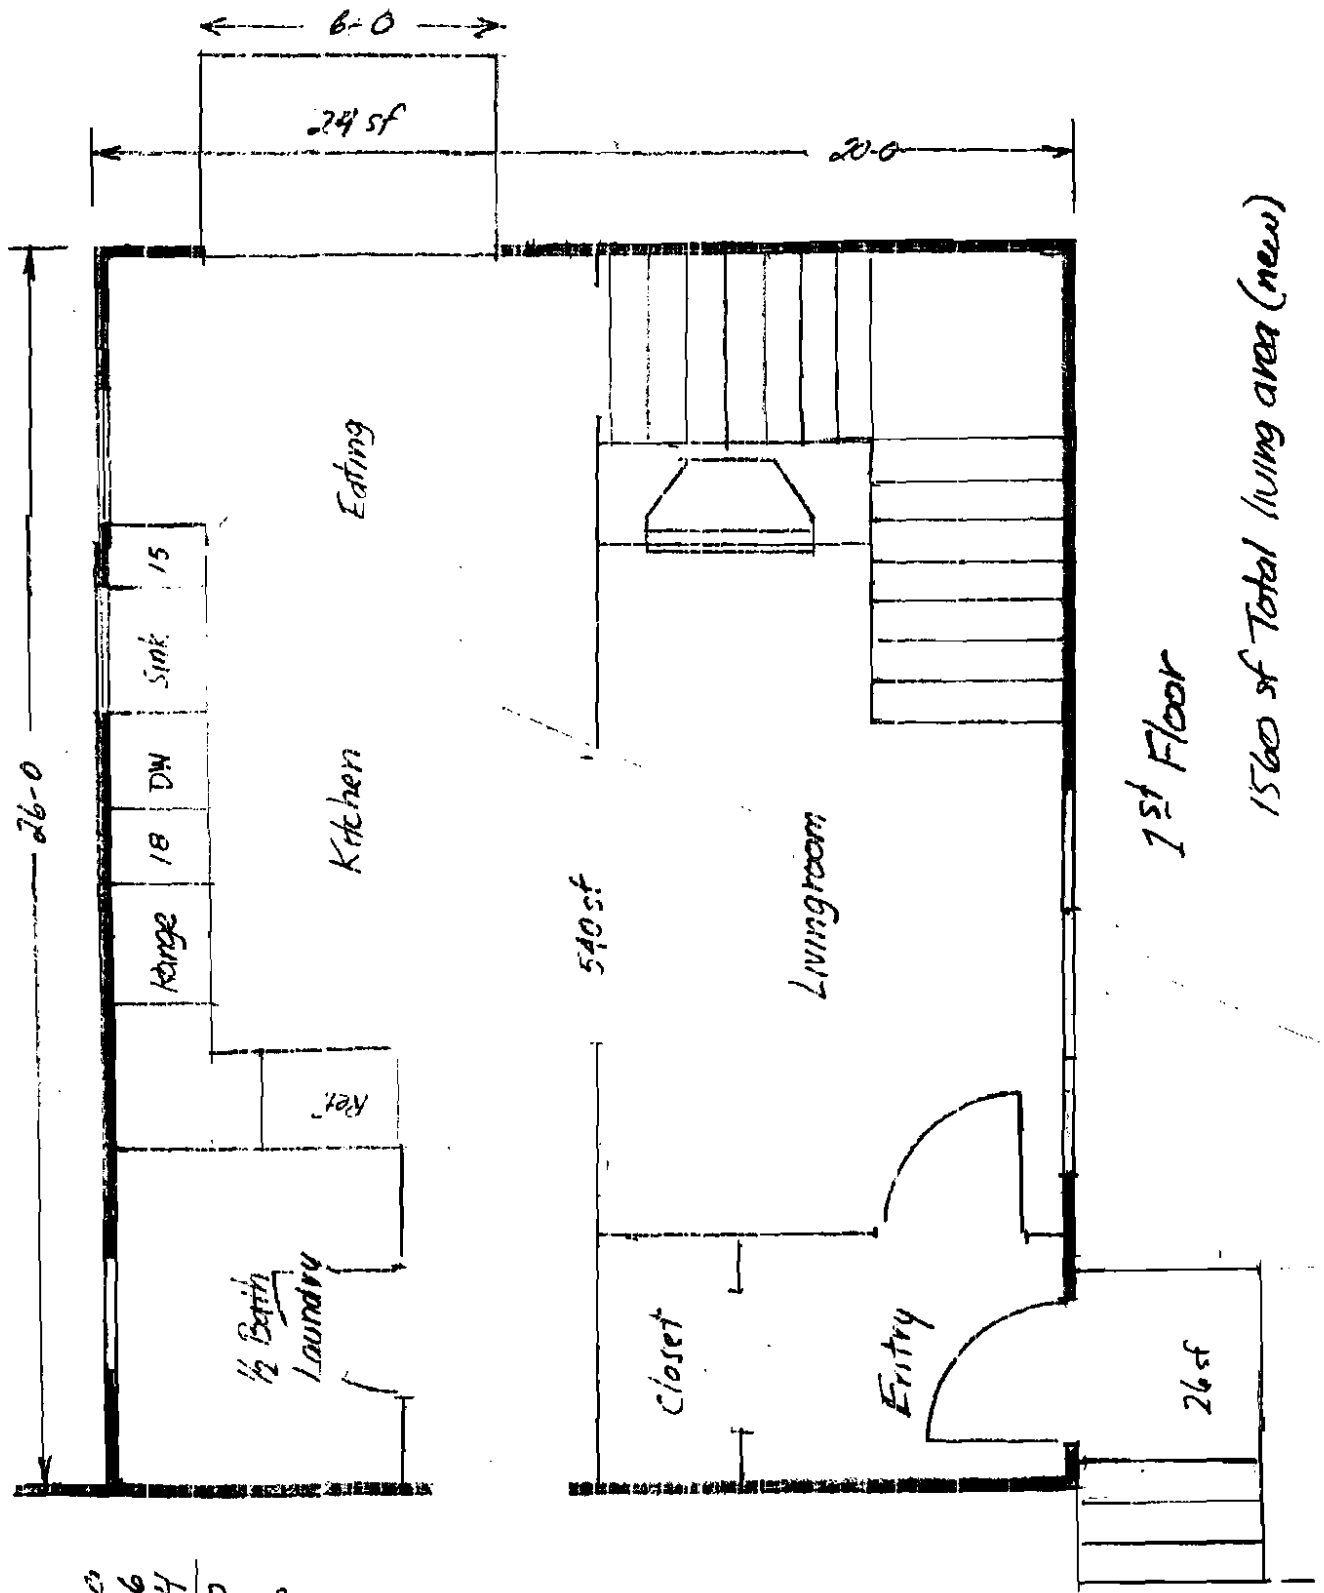 6-0
24 sf
20-0
26-0
Eating
15
Sink
DW
18
Range
Kitchen
Ref.
540 sf
Livingroom
1/2 Bath
Laundry
Closet
Entry
26 sf
1st Floor
1560 sf Total living area (new)